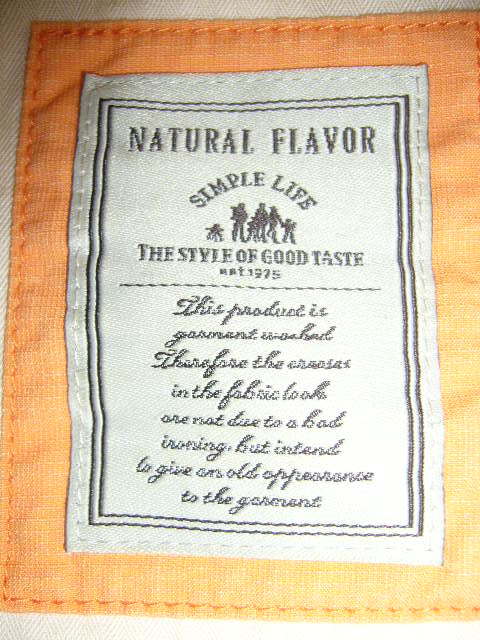 NATURAL FLAVOR
SIMPLE LIFE
THE STYLE OF GOOD TASTE
EST 1975
This product is
garment washed
Therefore the creases
in the fabric look
are not due to a bad
ironing, but intend
to give an old appearance
to the garment